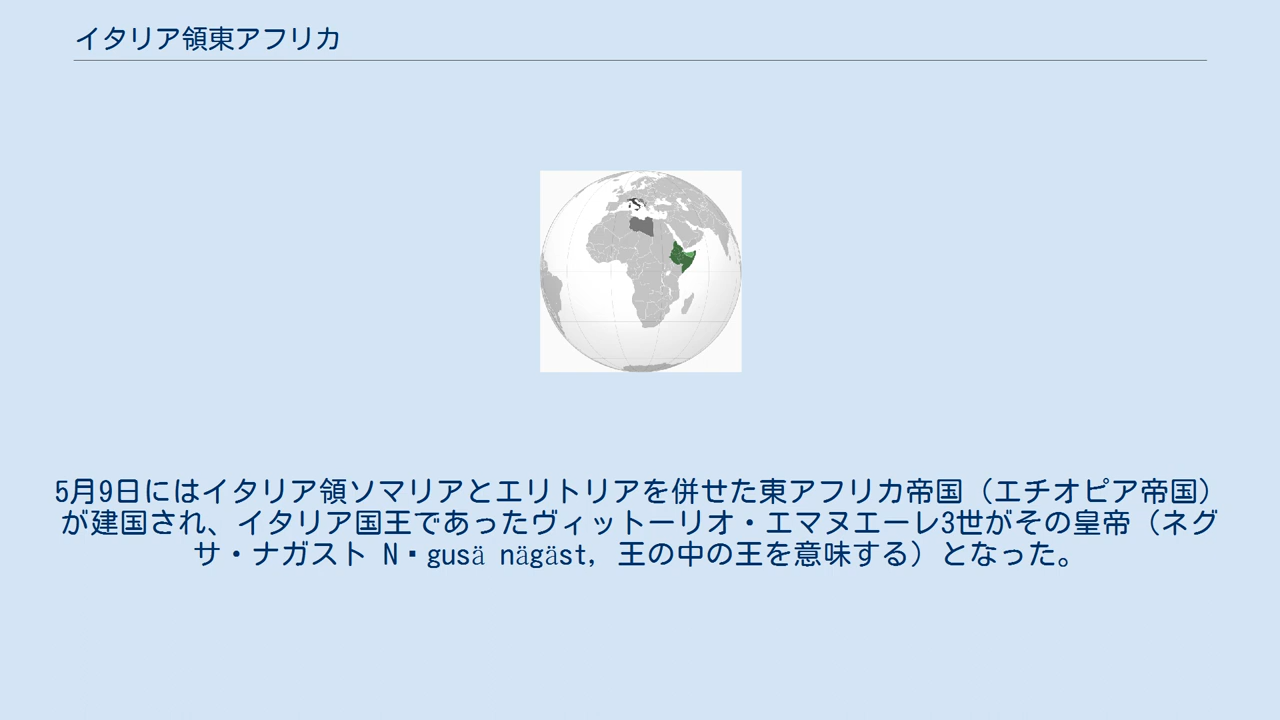 イタリア領東アフリカ
5月9日にはイタリア領ソマリアとエリトリアを併せた東アフリカ帝国（エチオピア帝国）
が建国され、イタリア国王であったヴィットーリオ・エマヌエーレ3世がその皇帝（ネグ
サ・ナガスト N・gusä nägäst, 王の中の王を意味する）となった。